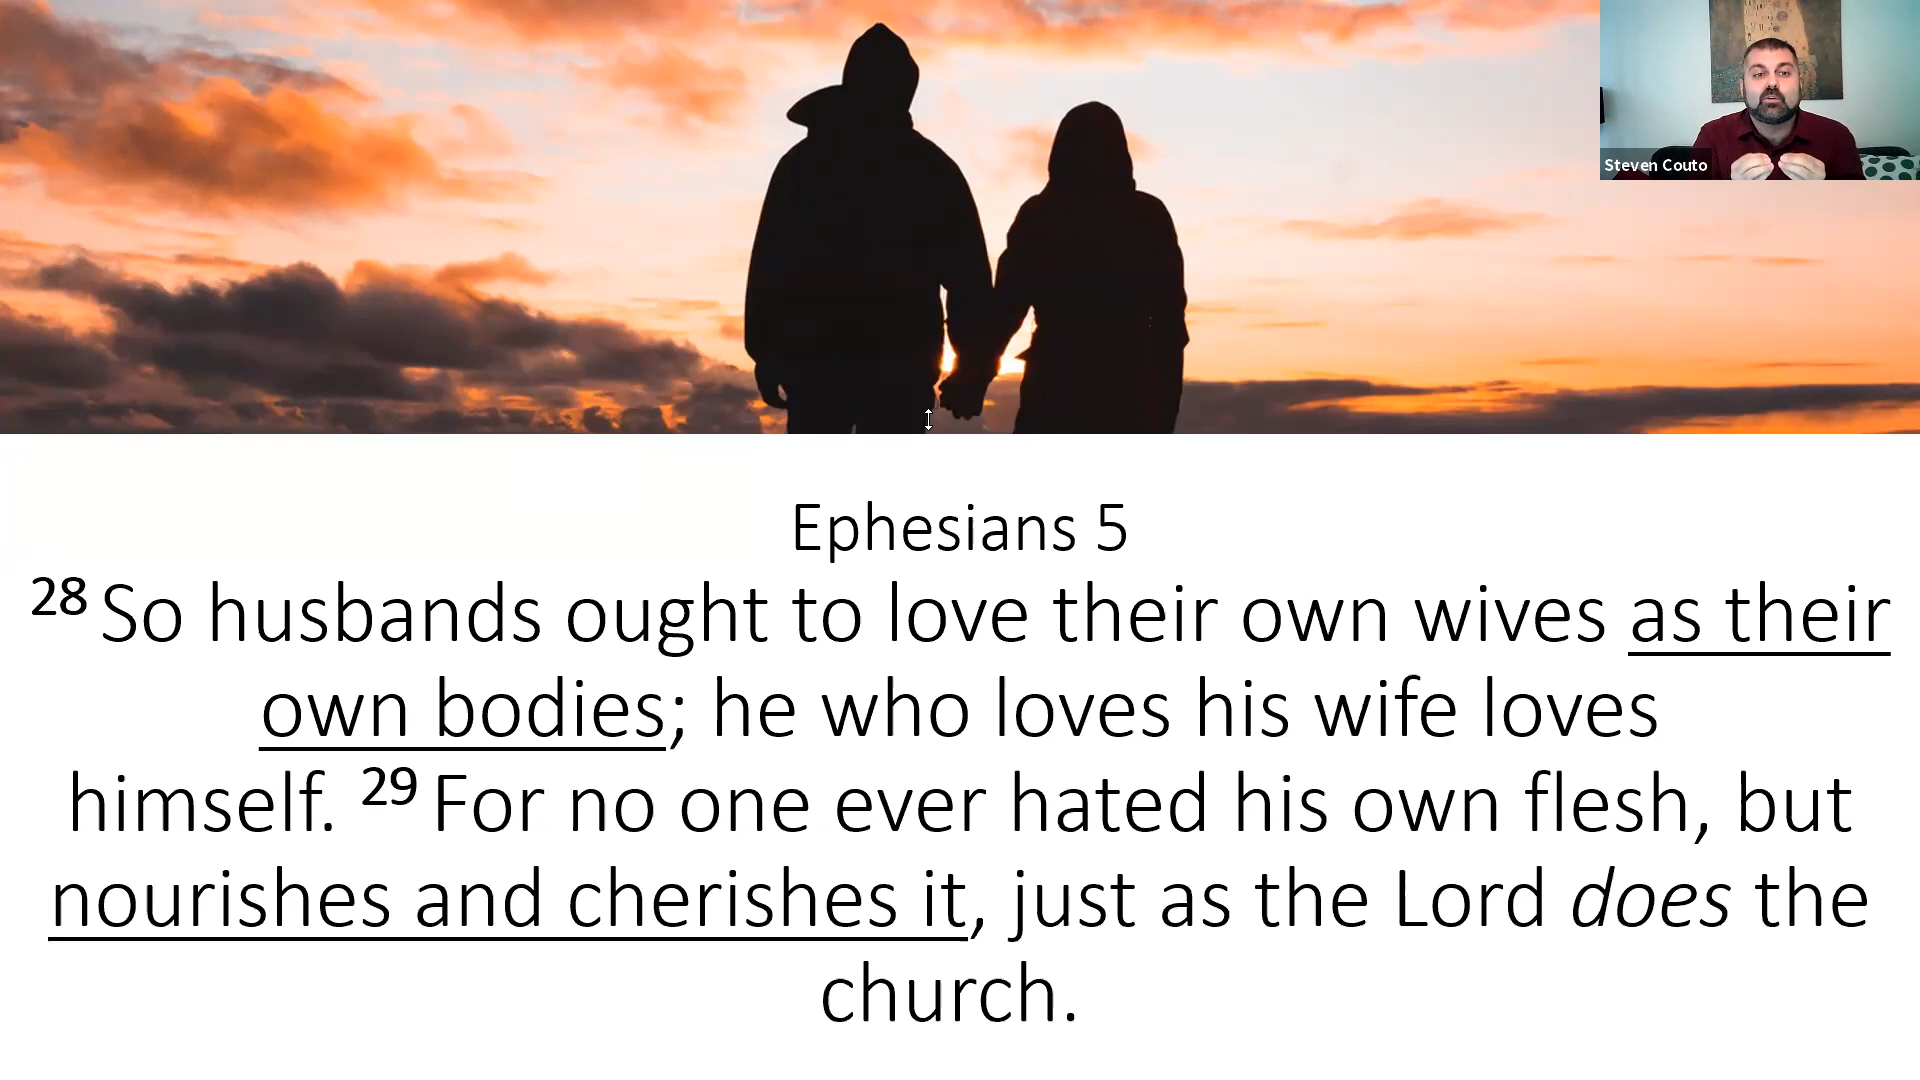 Steven Couto
Ephesians 5
28 So husbands ought to love their own wives as their
own bodies; he who loves his wife loves
himself. 29 For no one ever hated his own flesh, but
nourishes and cherishes it, just as the Lord does the
church.